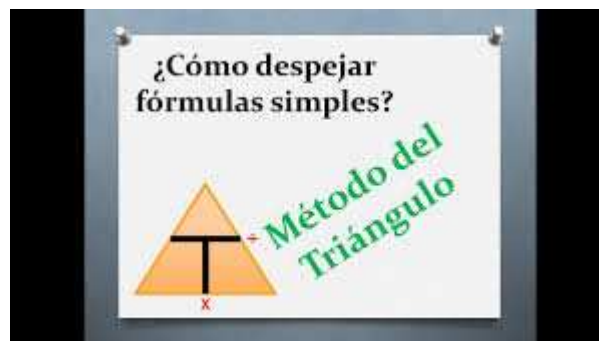 ¿Cómo despejar
fórmulas simples?
Método del
Triángulo
÷
x